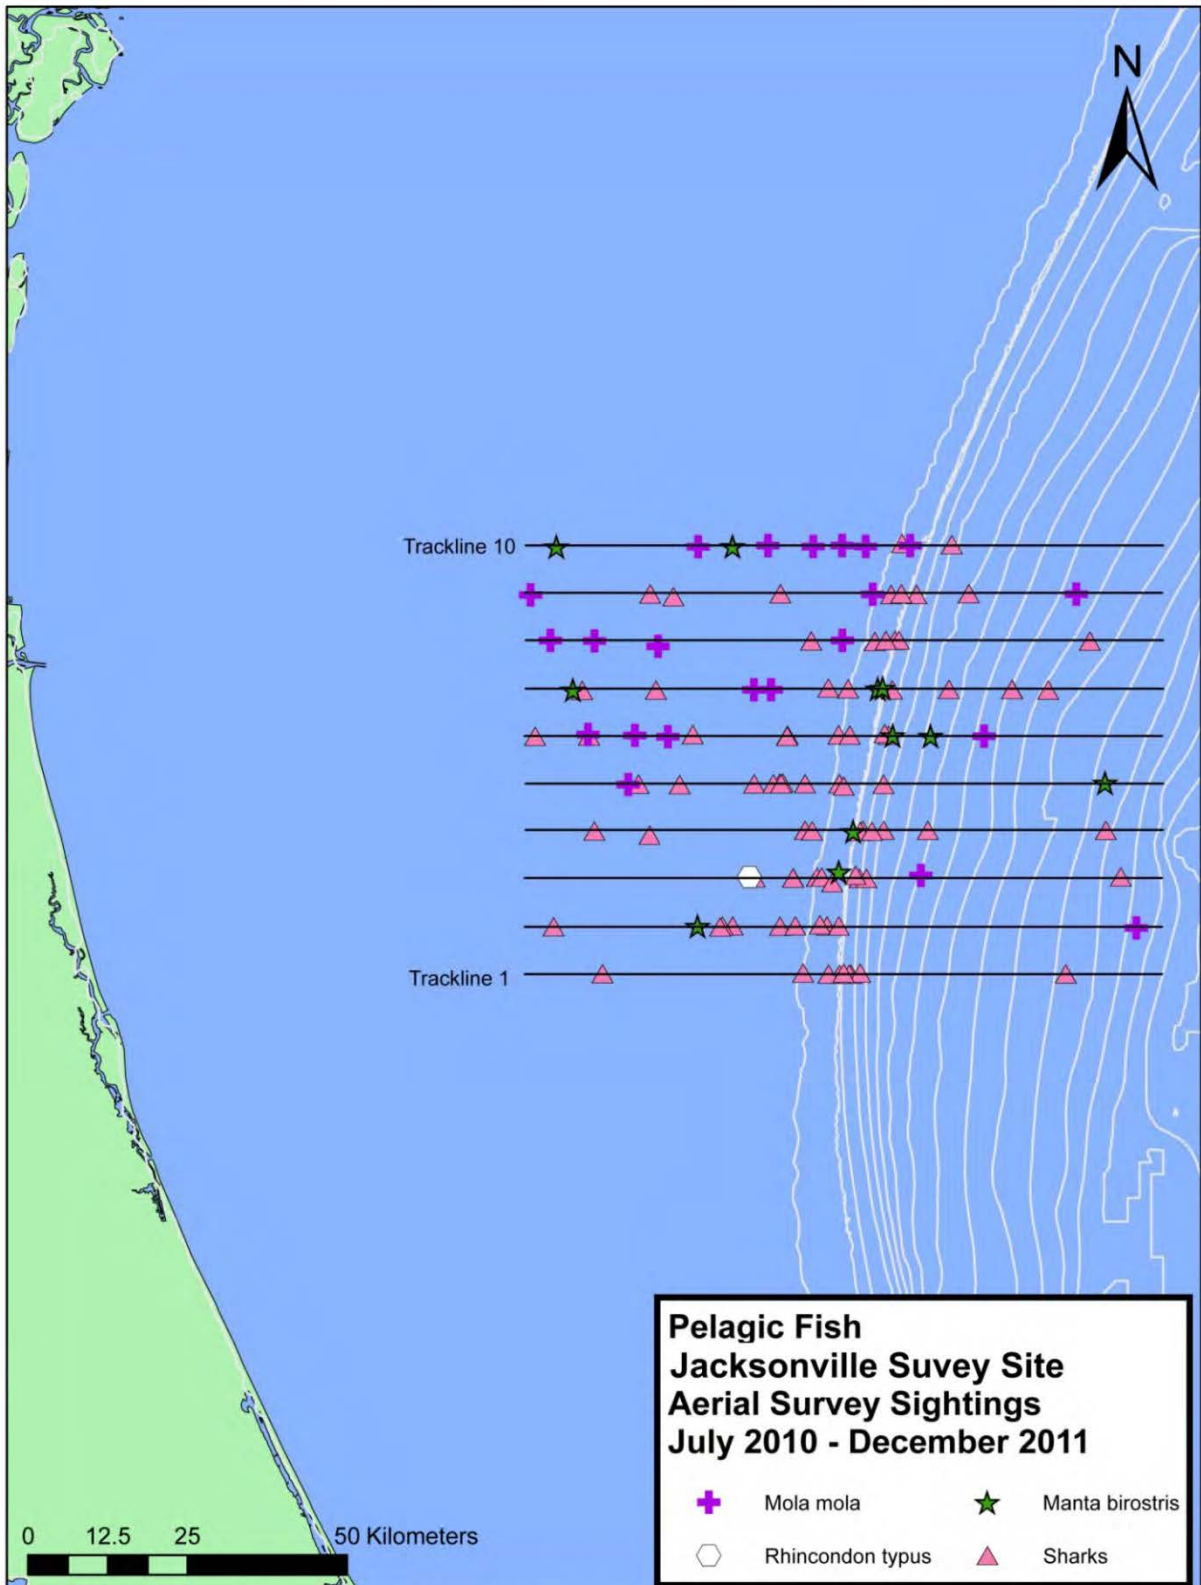 N
Trackline 10
Trackline 1
Pelagic Fish
Jacksonville Suvey Site
Aerial Survey Sightings
July 2010 - December 2011
Mola mola
Manta birostris
Rhincondon typus
Sharks
0 12.5 25 50 Kilometers